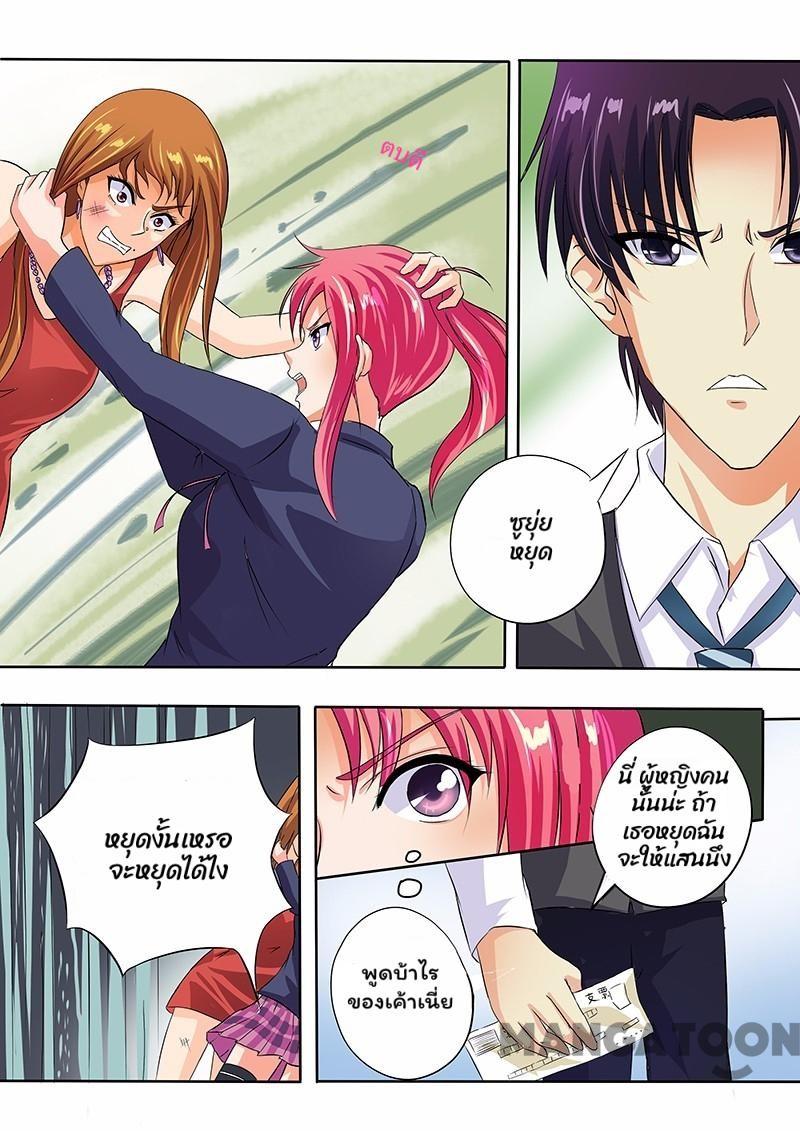 ตบตี
ซูยุ่ย
หยุด
หยุดงั้นเหรอ
จะหยุดได้ไง
นี่ ผู้หญิงคน
นั้นน่ะ ถ้า
เธอหยุดฉัน
จะให้แสนนึง
พูดบ้าไร
ของเค้าเนี่ย
支票
MANGATOON